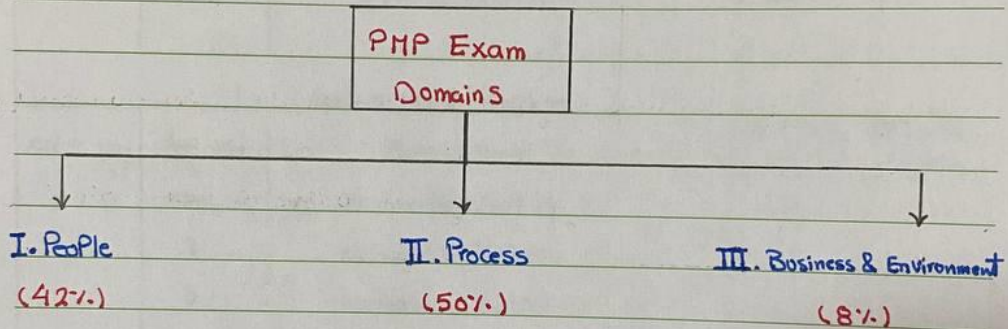 PMP Exam
Domains
I. People
II. Process
III. Business & Environment
(42%)
(50%)
(8%)